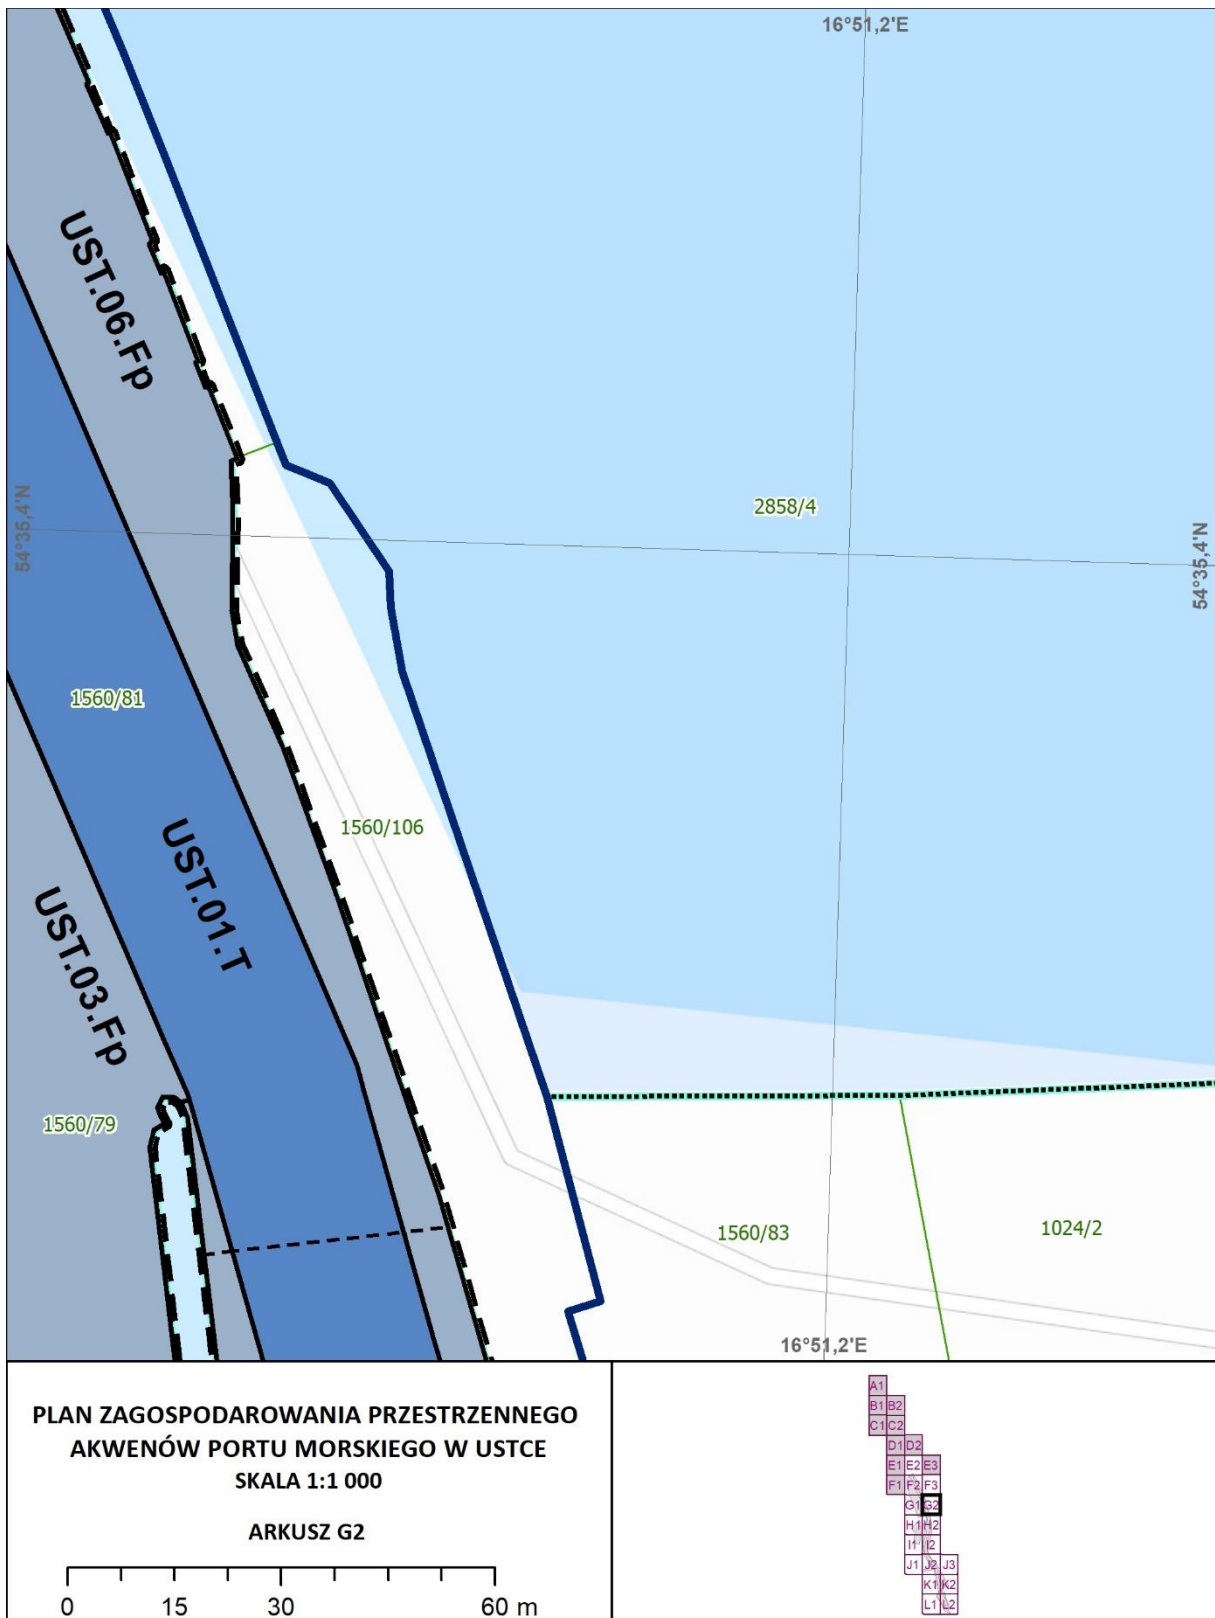 16°51,2'E
UST.06.Fp
54°35,4'N
2858/4
54°35,4'N
1560/81
1560/106
UST.01.T
UST.03.Fp
1560/79
1560/83
1024/2
16°51,2'E
PLAN ZAGOSPODAROWANIA PRZESTRZENNEGO
AKWENÓW PORTU MORSKIEGO W USTCE
SKALA 1:1 000
ARKUSZ G2
0 15 30 60 m
A1
B1 B2
C1 C2
D1 D2
E1 E2 E3
F1 F2 F3
G1 G2
H1 H2
I1 I2
J1 J2 J3
K1 K2
L1 L2